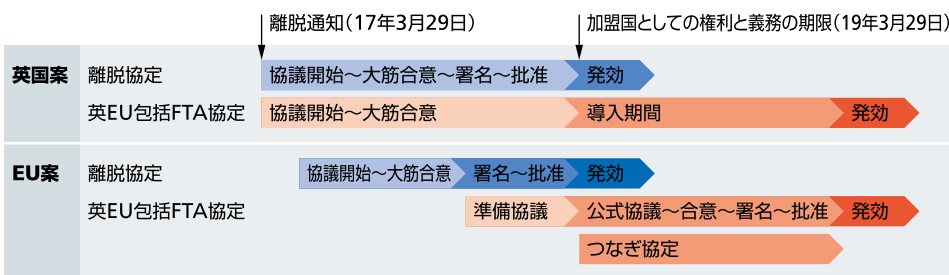 離脱通知（17年3月29日）
加盟国としての権利と義務の期限（19年3月29日）
英国案 離脱協定 協議開始～大筋合意～署名～批准 発効
英EU包括FTA協定 協議開始～大筋合意 導入期間 発効
EU案 離脱協定 協議開始～大筋合意 署名～批准 発効
英EU包括FTA協定 準備協議 公式協議～合意～署名～批准 発効
つなぎ協定